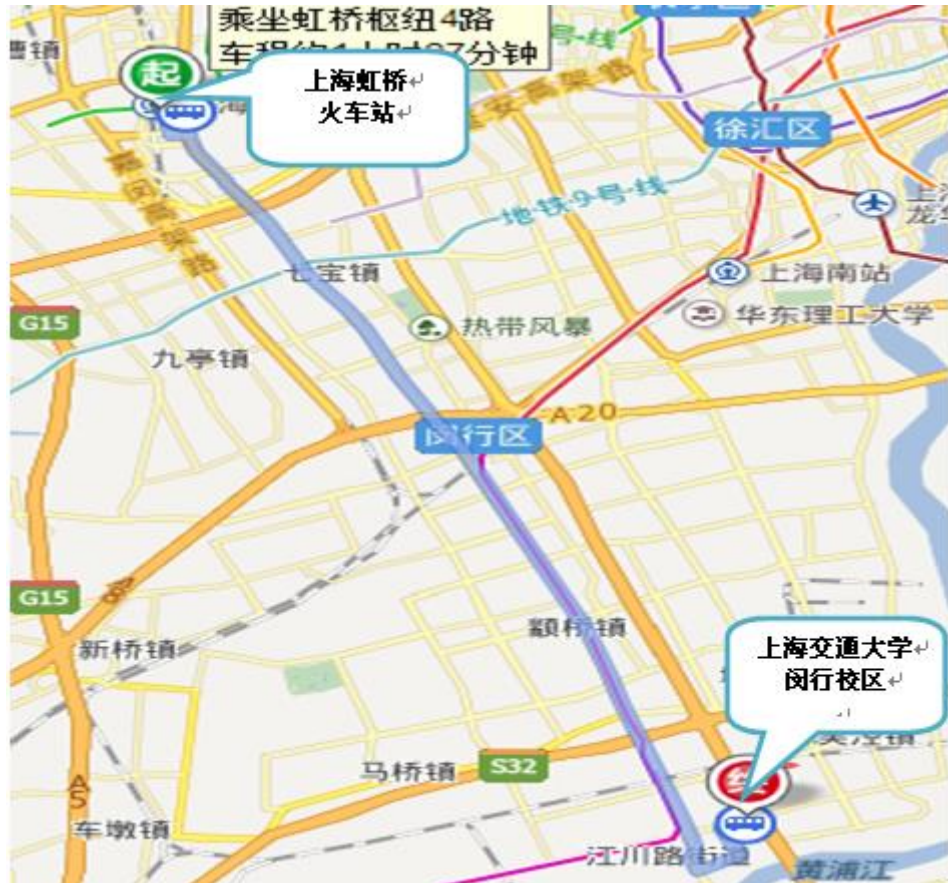 乘坐虹桥枢纽4路
起
上海虹桥
火车站
号-线
徐汇区
地-铁-9-号-线
七宝镇
上海南站
华东理工大学
G15
热带风暴
九亭镇
A20
闵行区
G15
颛桥镇
新桥镇
上海交通大学
闵行校区
马桥镇
S32
A5
车墩镇
江川路街道
黄浦江